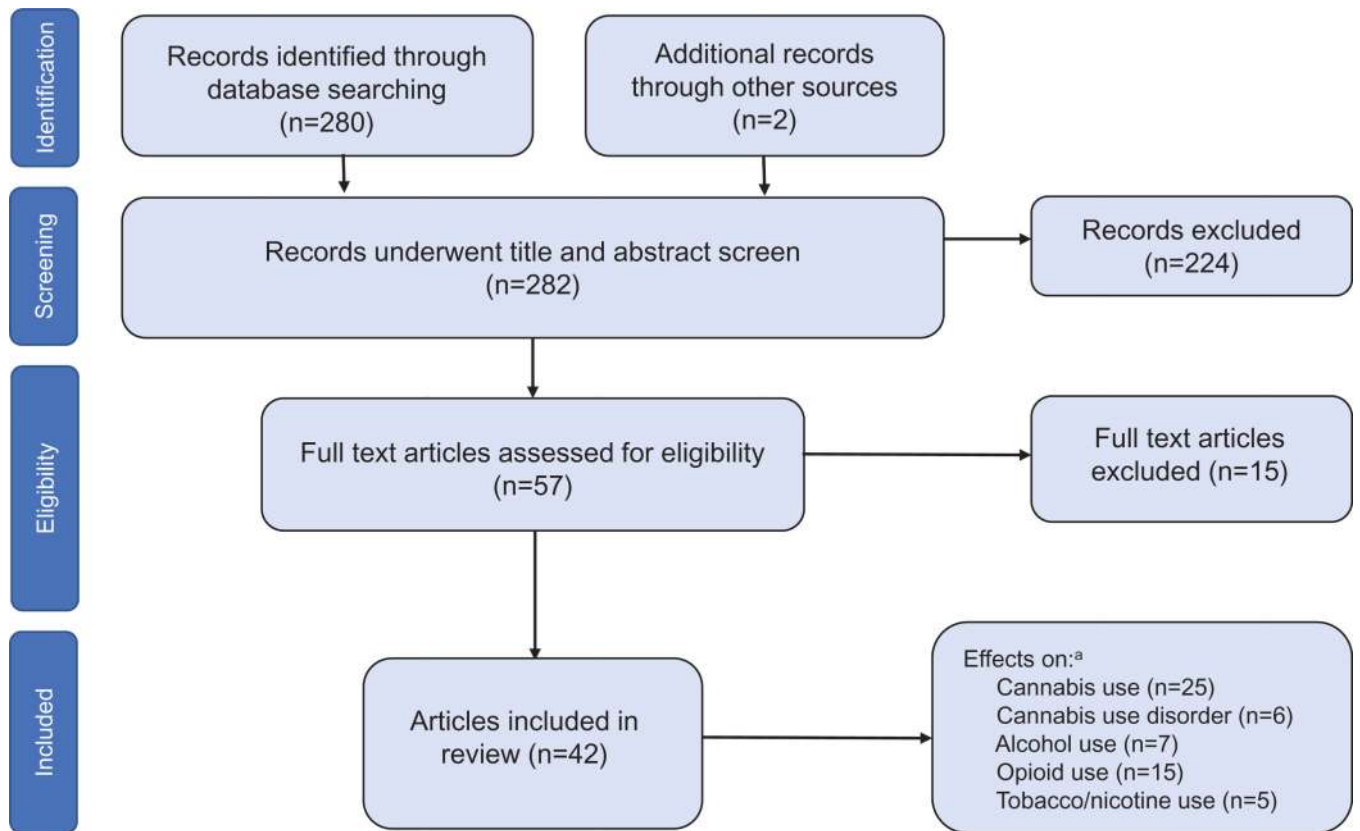 Identification
Records identified through
database searching
(n=280)
Additional records
through other sources
(n=2)
Screening
Records underwent title and abstract screen
(n=282)
Records excluded
(n=224)
Eligibility
Full text articles assessed for eligibility
(n=57)
Full text articles
excluded (n=15)
Included
Articles included in
review (n=42)
Effects on:ᵃ
Cannabis use (n=25)
Cannabis use disorder (n=6)
Alcohol use (n=7)
Opioid use (n=15)
Tobacco/nicotine use (n=5)